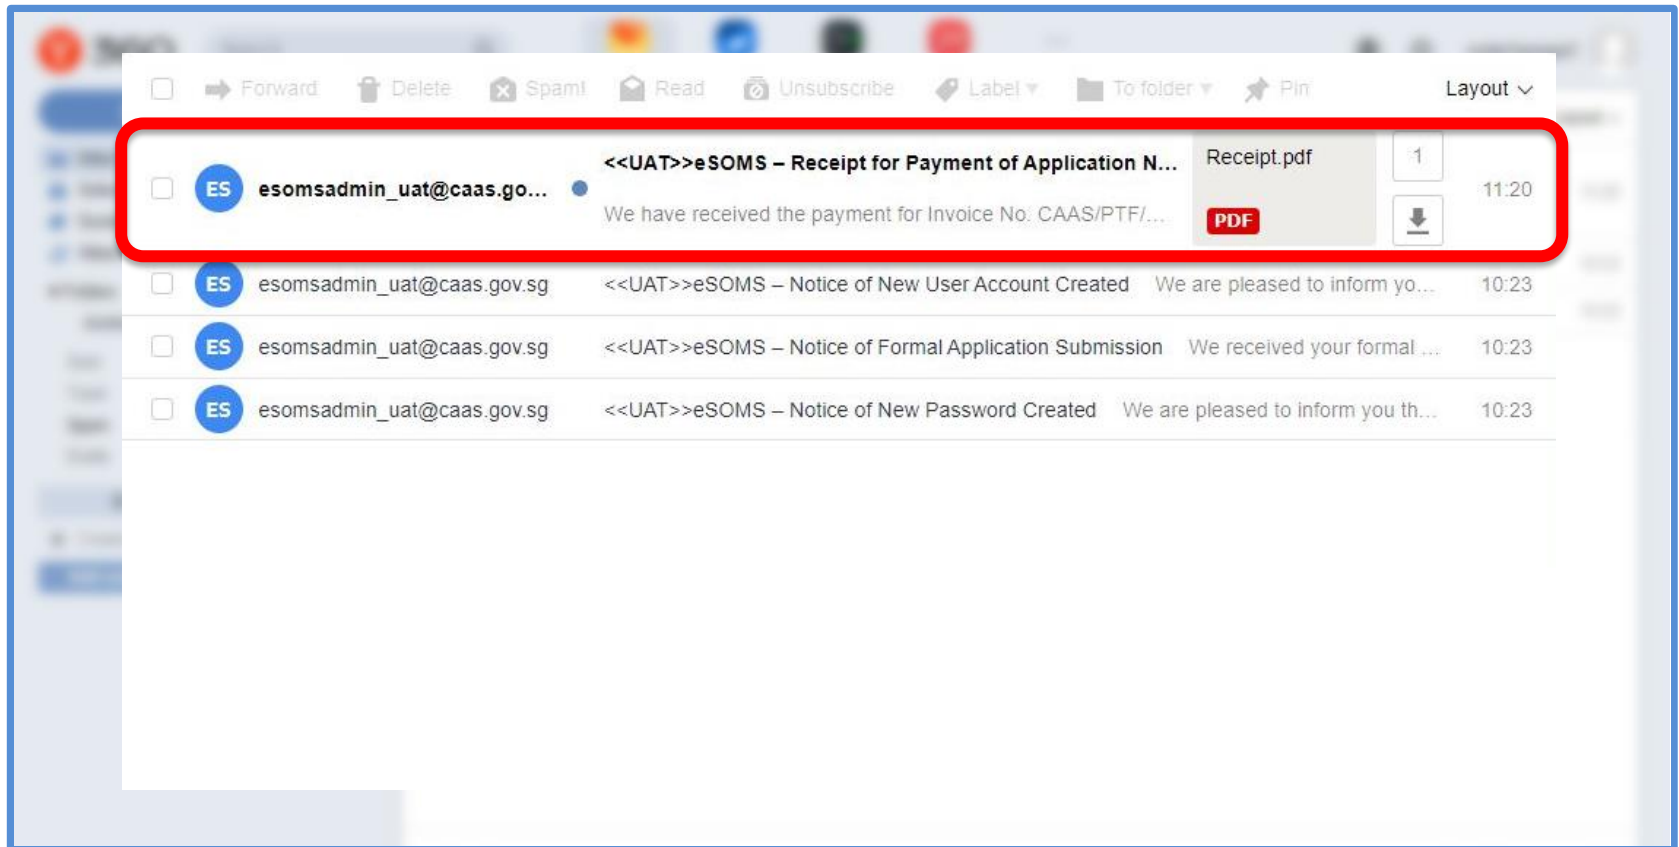 Forward Delete Spam! Read Unsubscribe Label To folder Pin Layout
ES esomsadmin_uat@caas.go... <<UAT>>eSOMS – Receipt for Payment of Application N... Receipt.pdf 1 11:20
We have received the payment for Invoice No. CAAS/PTF/... PDF
ES esomsadmin_uat@caas.gov.sg <<UAT>>eSOMS – Notice of New User Account Created We are pleased to inform yo... 10:23
ES esomsadmin_uat@caas.gov.sg <<UAT>>eSOMS – Notice of Formal Application Submission We received your formal ... 10:23
ES esomsadmin_uat@caas.gov.sg <<UAT>>eSOMS – Notice of New Password Created We are pleased to inform you th... 10:23